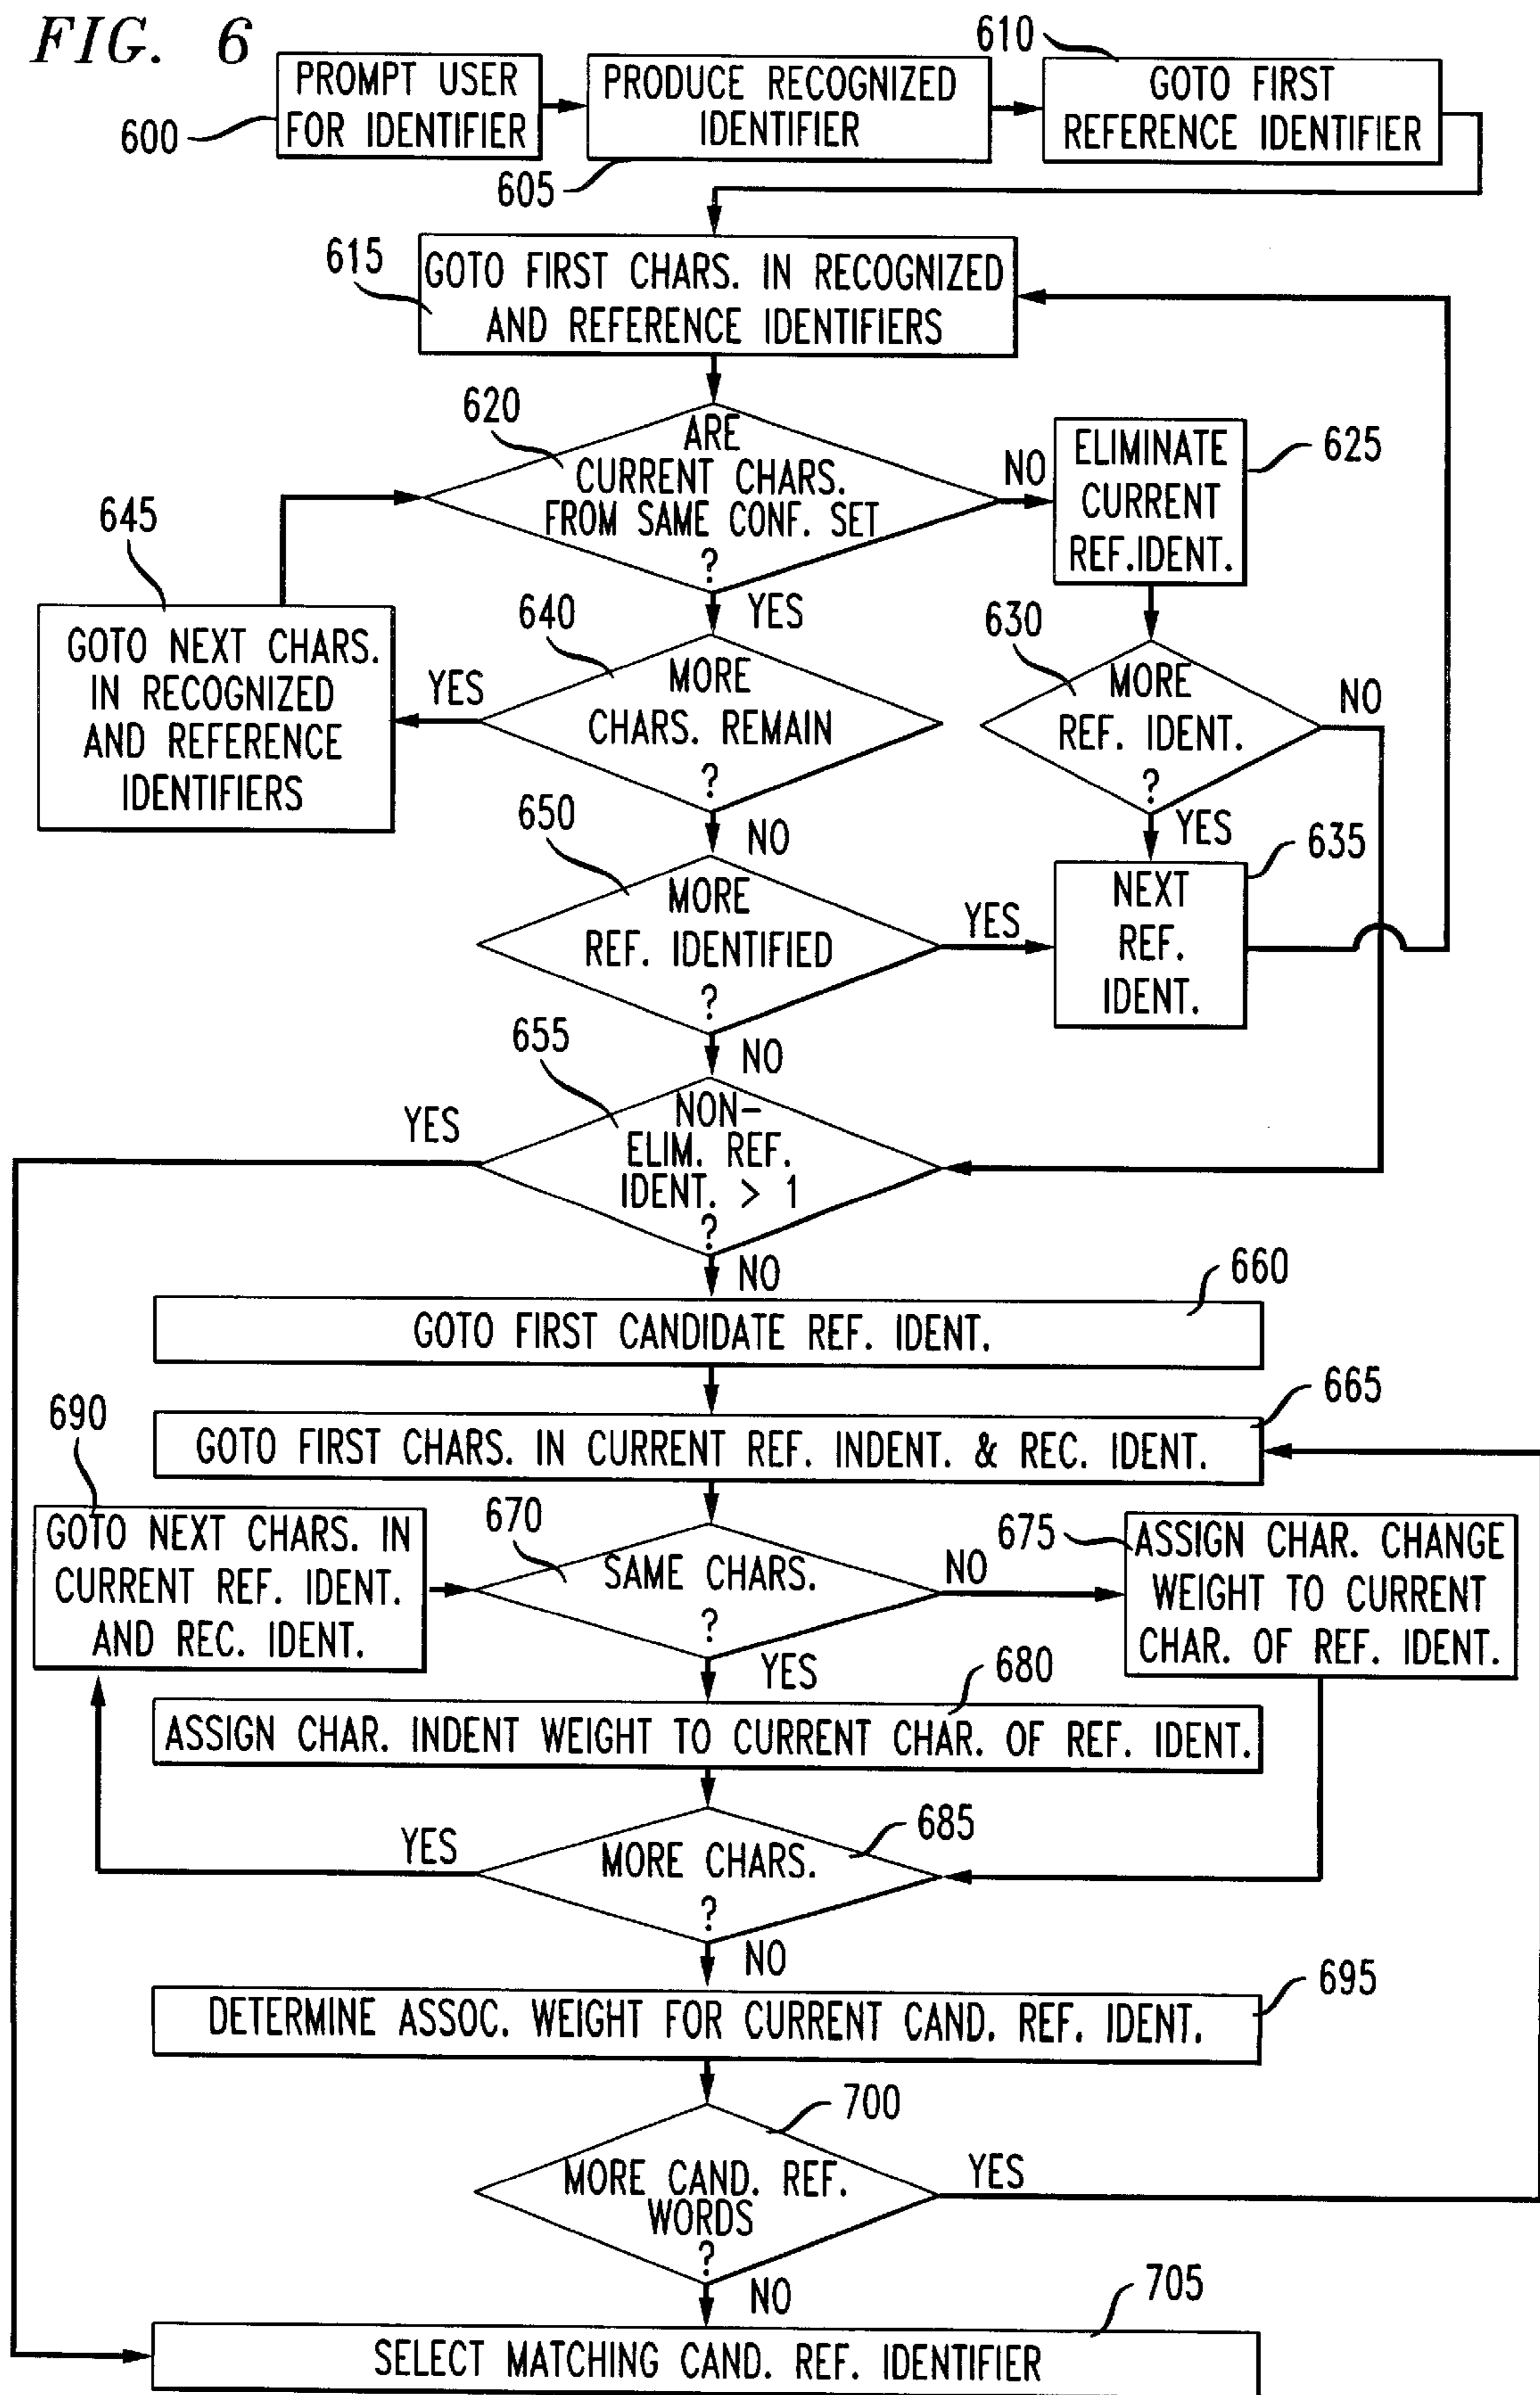 FIG. 6
600
PROMPT USER
FOR IDENTIFIER
605
PRODUCE RECOGNIZED
IDENTIFIER
610
GOTO FIRST
REFERENCE IDENTIFIER
615
GOTO FIRST CHARS. IN RECOGNIZED
AND REFERENCE IDENTIFIERS
620
ARE
CURRENT CHARS.
FROM SAME CONF. SET
?
NO
YES
625
ELIMINATE
CURRENT
REF.IDENT.
630
MORE
REF. IDENT.
?
NO
YES
635
NEXT
REF.
IDENT.
640
MORE
CHARS. REMAIN
?
YES
NO
645
GOTO NEXT CHARS.
IN RECOGNIZED
AND REFERENCE
IDENTIFIERS
650
MORE
REF. IDENTIFIED
?
YES
NO
655
NON-
ELIM. REF.
IDENT. > 1
?
YES
NO
660
GOTO FIRST CANDIDATE REF. IDENT.
665
GOTO FIRST CHARS. IN CURRENT REF. INDENT. & REC. IDENT.
690
GOTO NEXT CHARS. IN
CURRENT REF. IDENT.
AND REC. IDENT.
670
SAME CHARS.
?
NO
YES
675
ASSIGN CHAR. CHANGE
WEIGHT TO CURRENT
CHAR. OF REF. IDENT.
680
ASSIGN CHAR. INDENT WEIGHT TO CURRENT CHAR. OF REF. IDENT.
685
MORE CHARS.
?
YES
NO
695
DETERMINE ASSOC. WEIGHT FOR CURRENT CAND. REF. IDENT.
700
MORE CAND. REF.
WORDS
?
YES
NO
705
SELECT MATCHING CAND. REF. IDENTIFIER